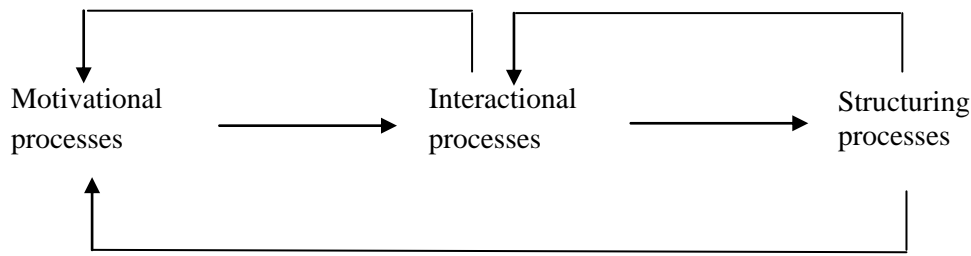 Motivational
processes
Interactional
processes
Structuring
processes